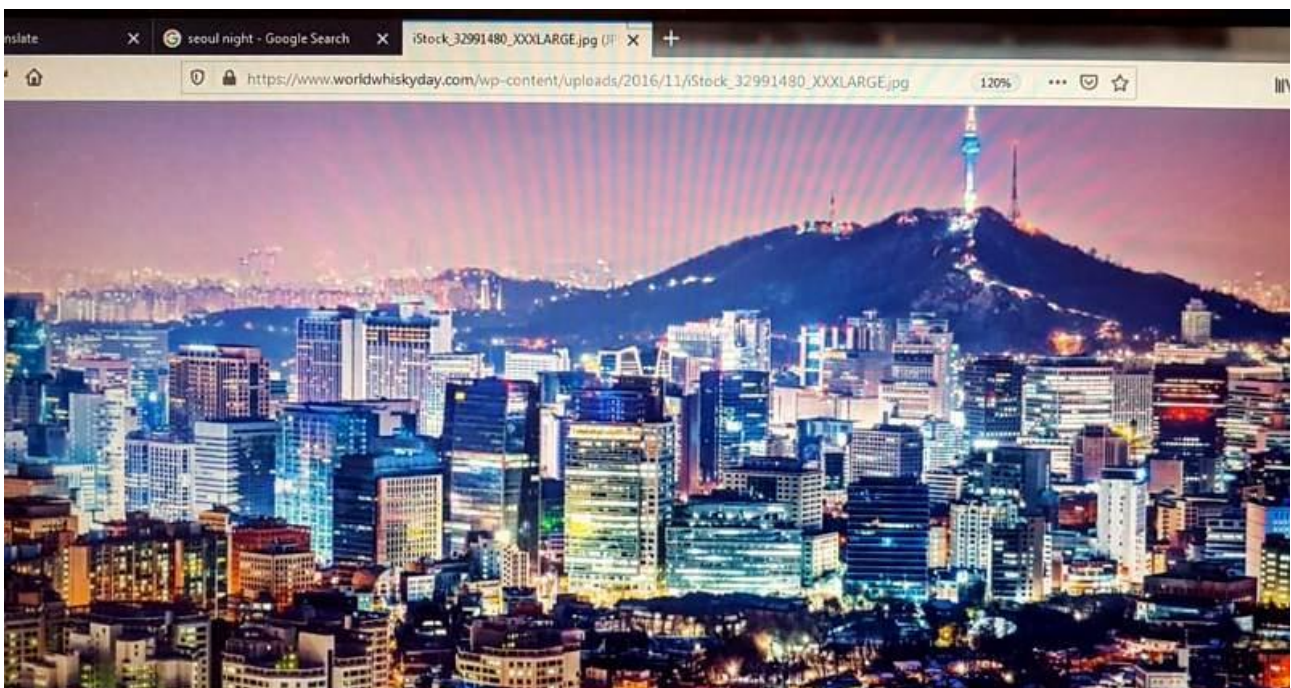 nslate
seoul night - Google Search
iStock_32991480_XXXLARGE.jpg (JP
https://www.worldwhiskyday.com/wp-content/uploads/2016/11/iStock_32991480_XXXLARGE.jpg
120%